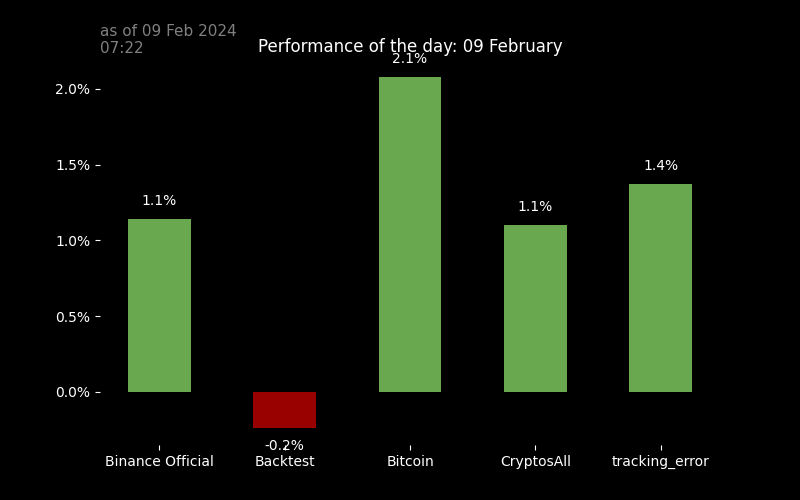 as of 09 Feb 2024
07:22
Performance of the day: 09 February
2.1%
2.0%
1.5%
1.4%
1.1%
1.1%
1.0%
0.5%
0.0%
-0.2%
Binance Official
Backtest
Bitcoin
CryptosAll
tracking_error